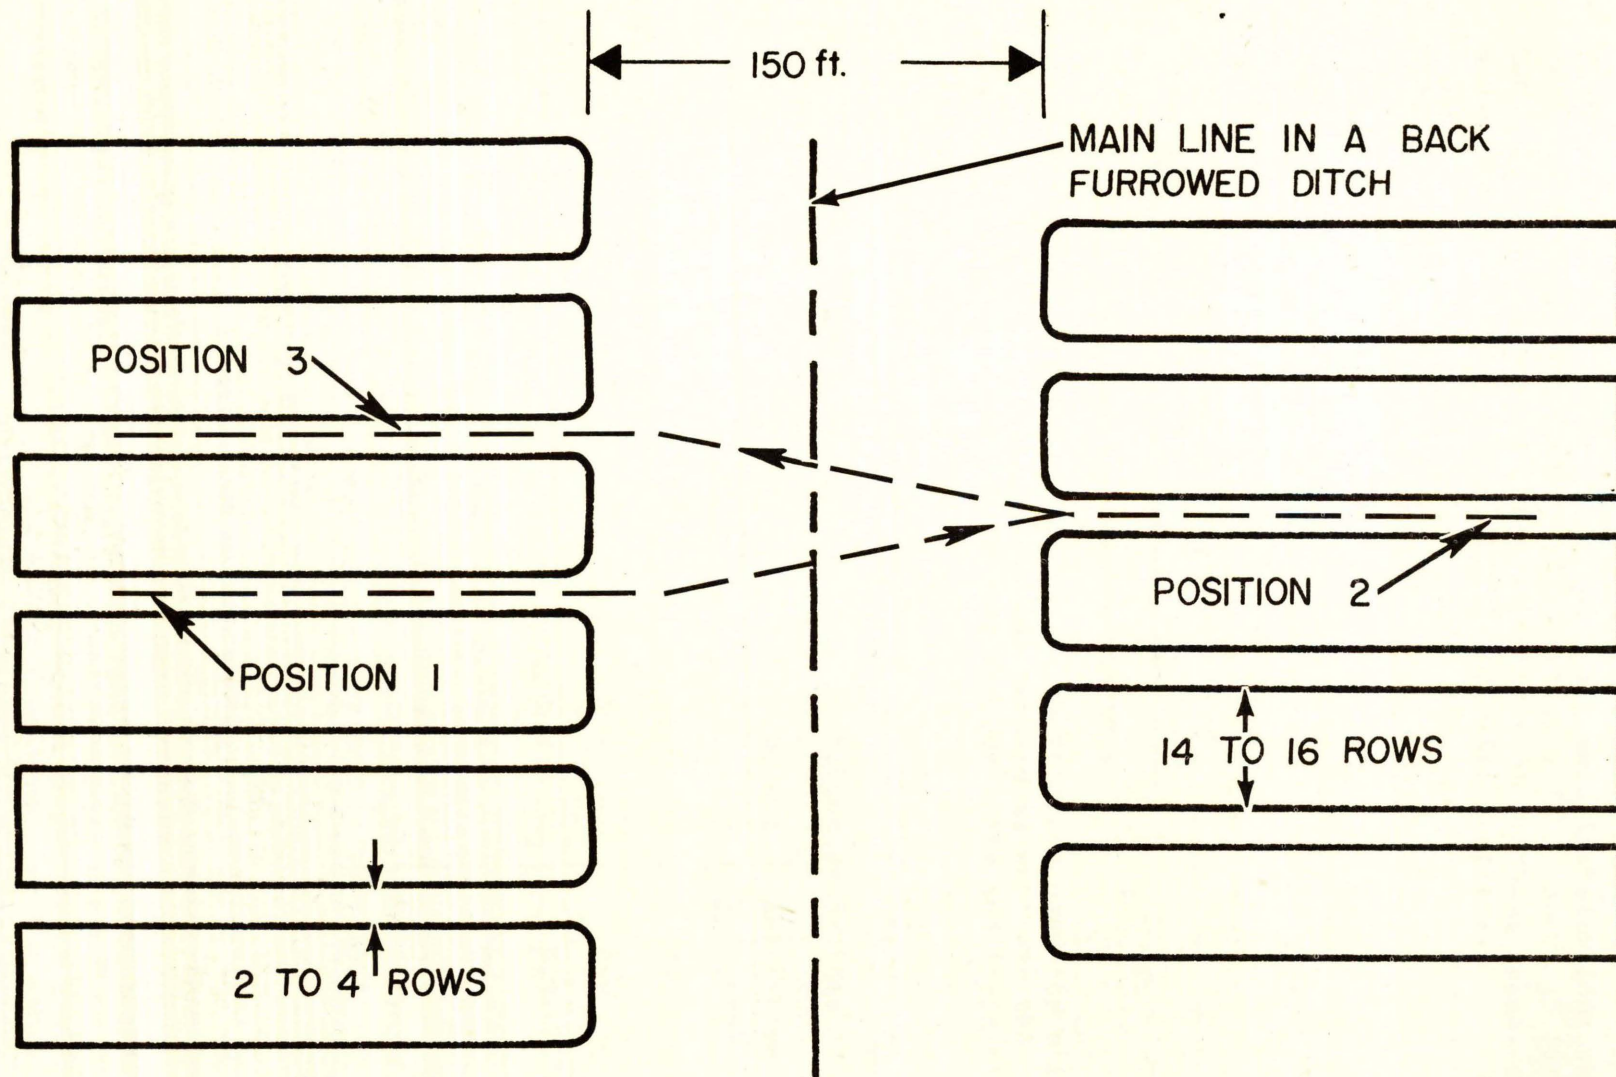 150 ft.
MAIN LINE IN A BACK
FURROWED DITCH
POSITION 3
POSITION 2
POSITION 1
14 TO 16 ROWS
2 TO 4 ROWS